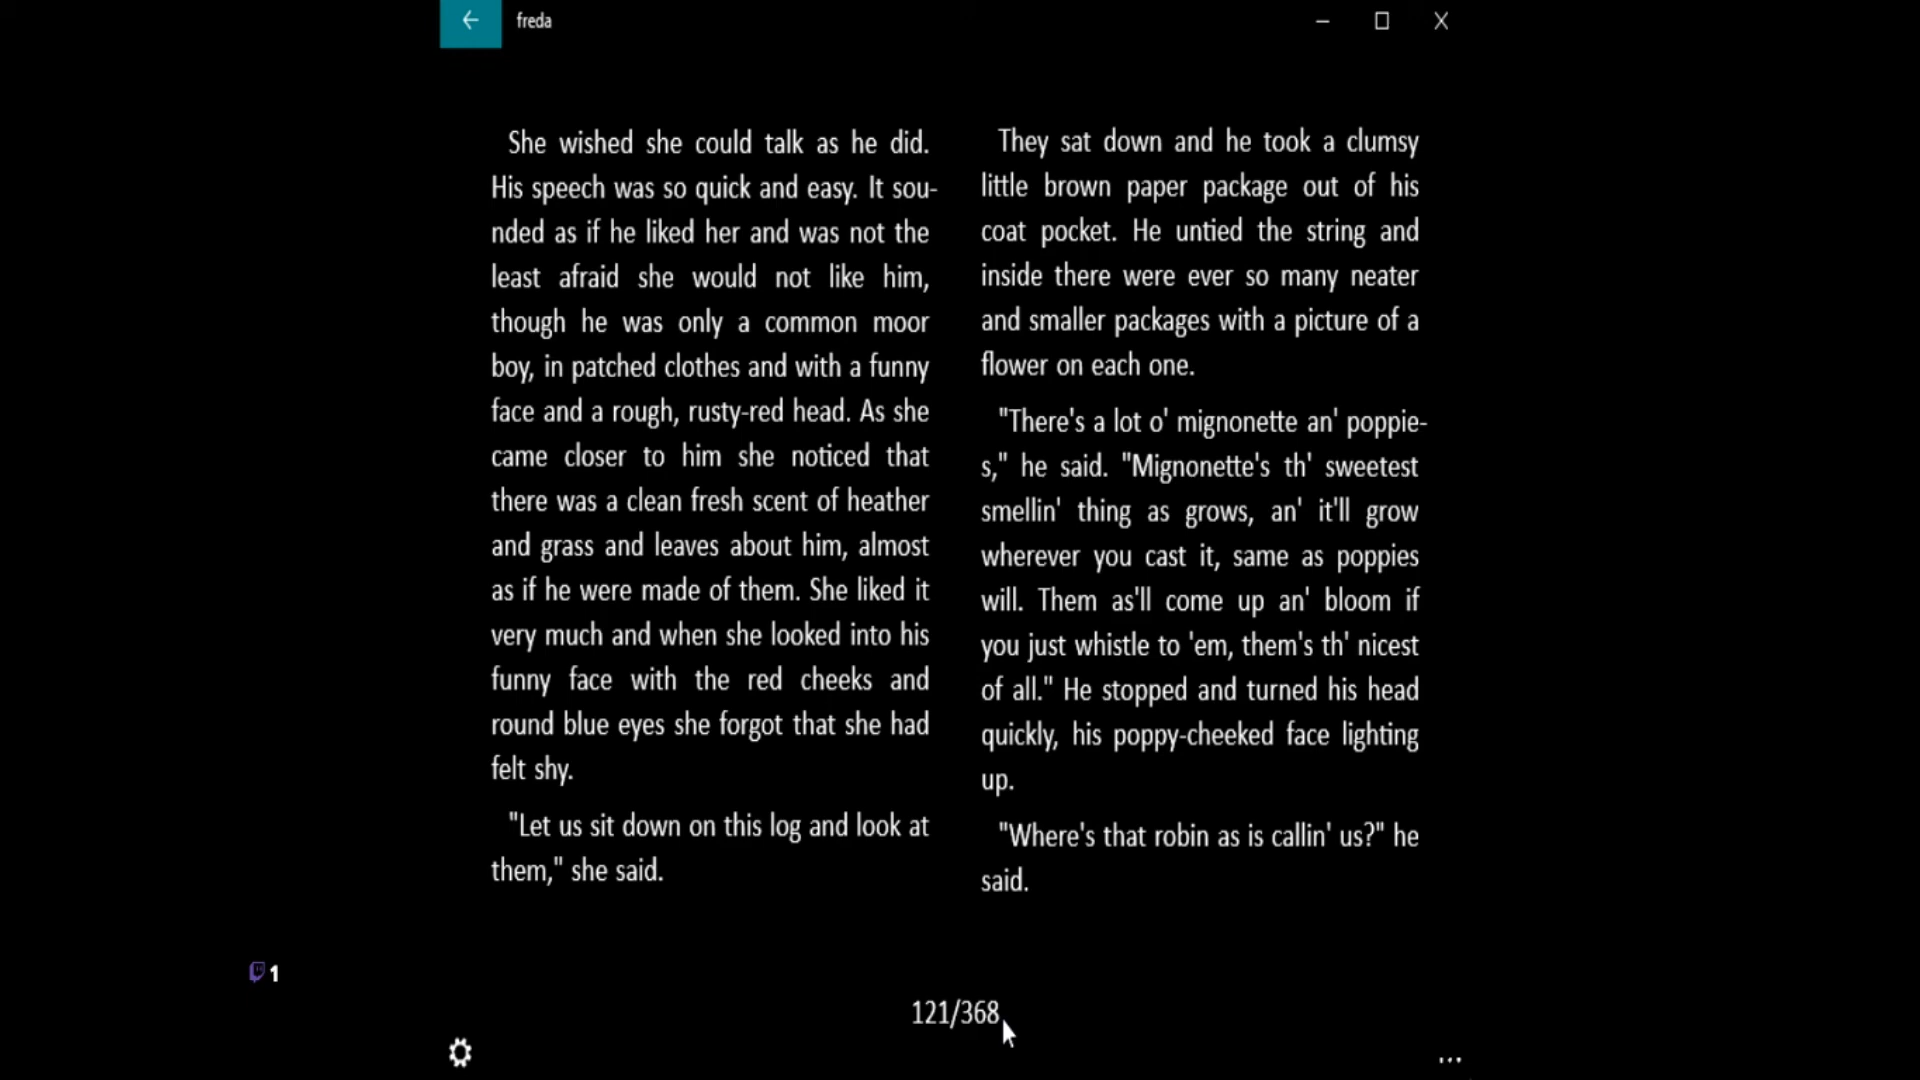 freda
She wished she could talk as he did.
His speech was so quick and easy. It sou-
nded as if he liked her and was not the
least afraid she would not like him,
though he was only a common moor
boy, in patched clothes and with a funny
face and a rough, rusty-red head. As she
came closer to him she noticed that
there was a clean fresh scent of heather
and grass and leaves about him, almost
as if he were made of them. She liked it
very much and when she looked into his
funny face with the red cheeks and
round blue eyes she forgot that she had
felt shy.
"Let us sit down on this log and look at
them," she said.
They sat down and he took a clumsy
little brown paper package out of his
coat pocket. He untied the string and
inside there were ever so many neater
and smaller packages with a picture of a
flower on each one.
"There's a lot o' mignonette an' poppie-
s," he said. "Mignonette's th' sweetest
smellin' thing as grows, an' it'll grow
wherever you cast it, same as poppies
will. Them as'll come up an' bloom if
you just whistle to 'em, them's th' nicest
of all." He stopped and turned his head
quickly, his poppy-cheeked face lighting
up.
"Where's that robin as is callin' us?" he
said.
1
121/368